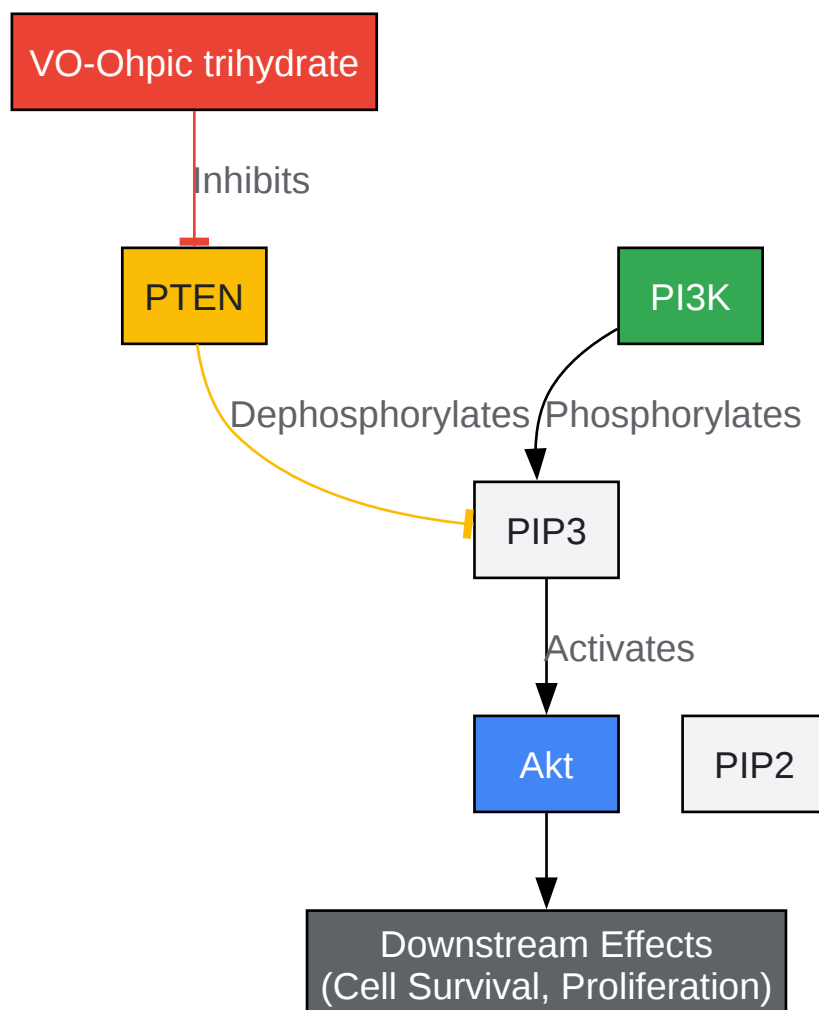 VO-Ohpic trihydrate
Inhibits
PTEN
PI3K
Dephosphorylates
Phosphorylates
PIP3
Activates
Akt
PIP2
Downstream Effects
(Cell Survival, Proliferation)